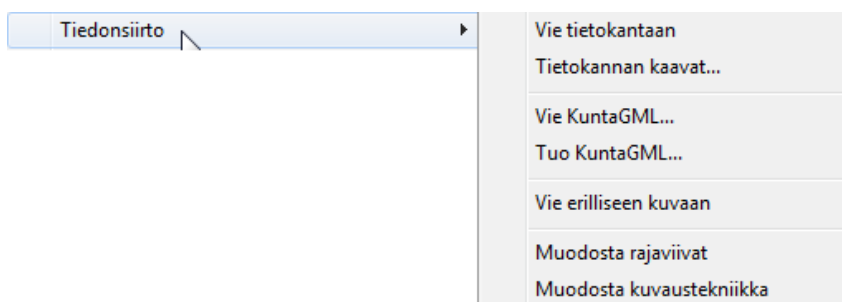 Tiedonsiirto
Vie tietokantaan
Tietokannan kaavat...
Vie KuntaGML...
Tuo KuntaGML...
Vie erilliseen kuvaan
Muodosta rajaviivat
Muodosta kuvaustekniikka